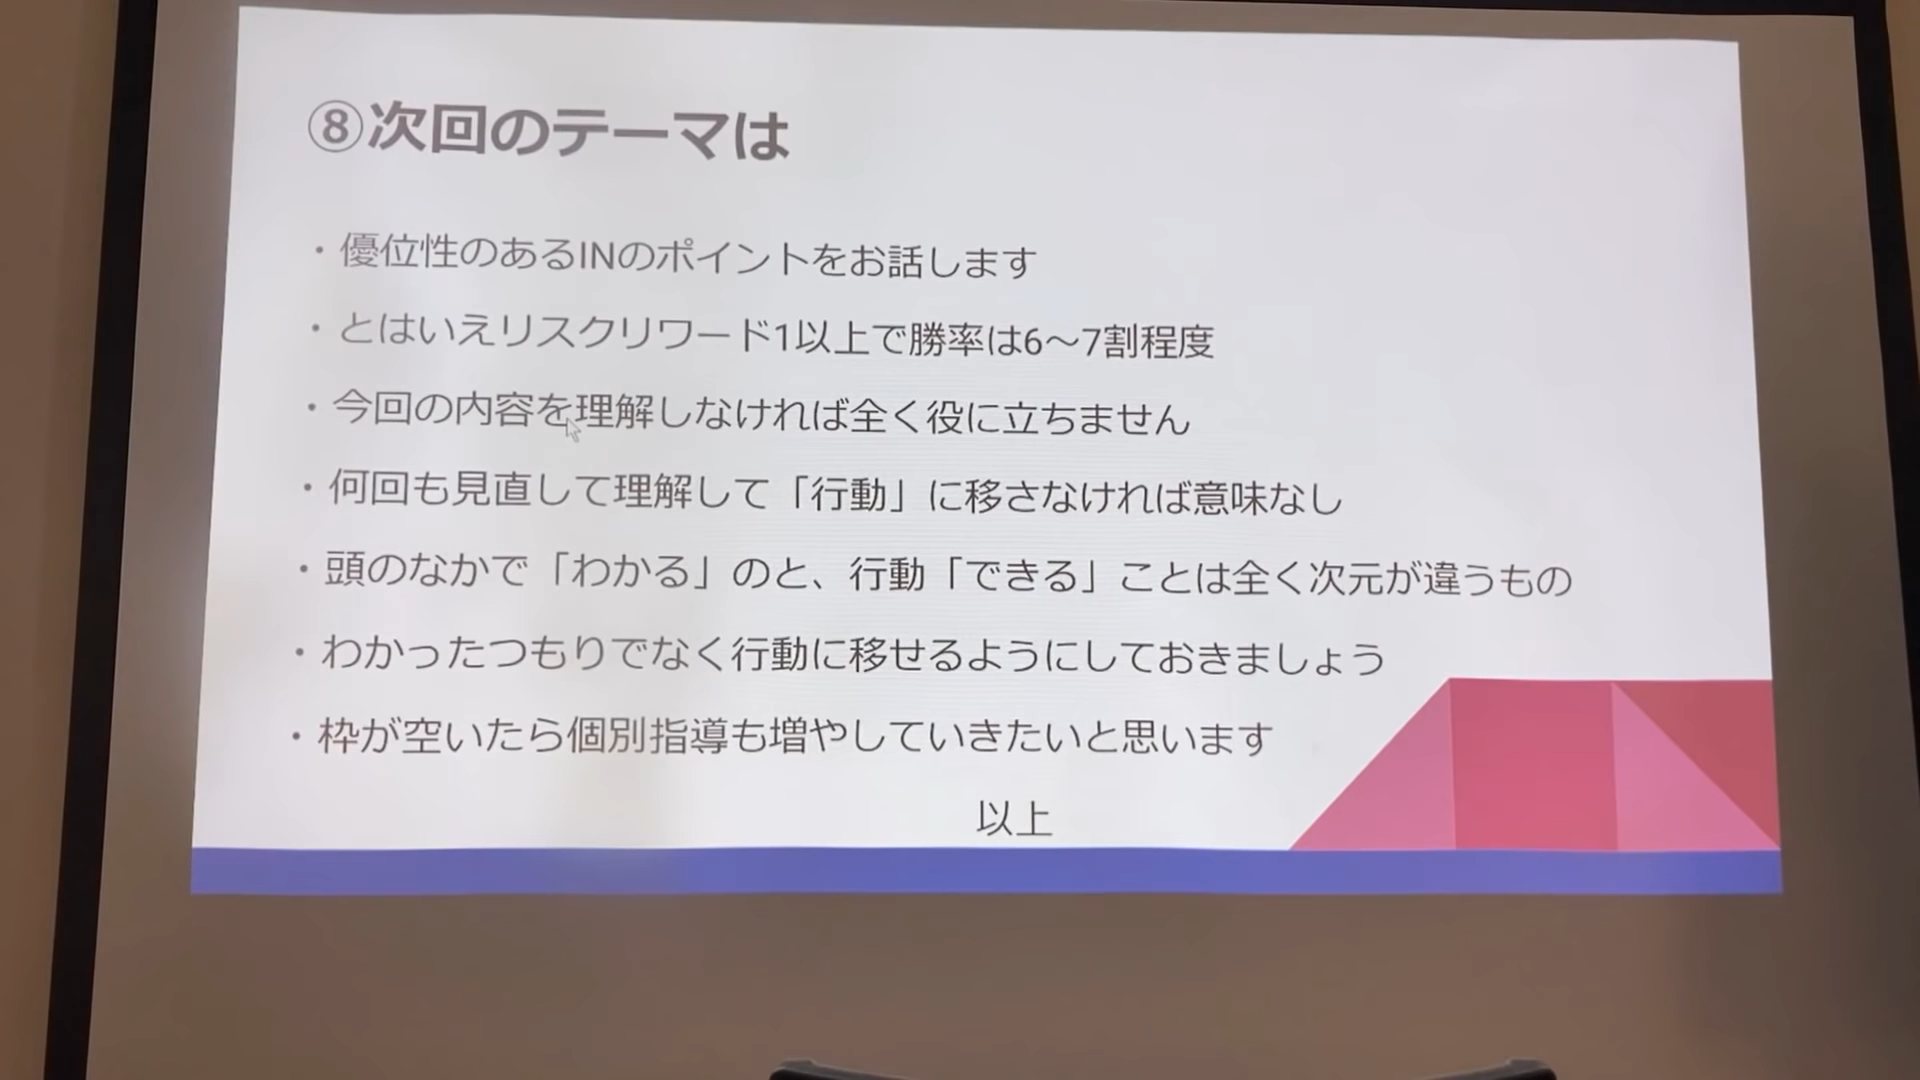 ⑧次回のテーマは
・優位性のあるINのポイントをお話します
・とはいえリスクリワード1以上で勝率は6～7割程度
・今回の内容を理解しなければ全く役に立ちません
・何回も見直して理解して「行動」に移さなければ意味なし
・頭のなかで「わかる」のと、行動「できる」ことは全く次元が違うもの
・わかったつもりでなく行動に移せるようにしておきましょう
・枠が空いたら個別指導も増やしていきたいと思います
以上